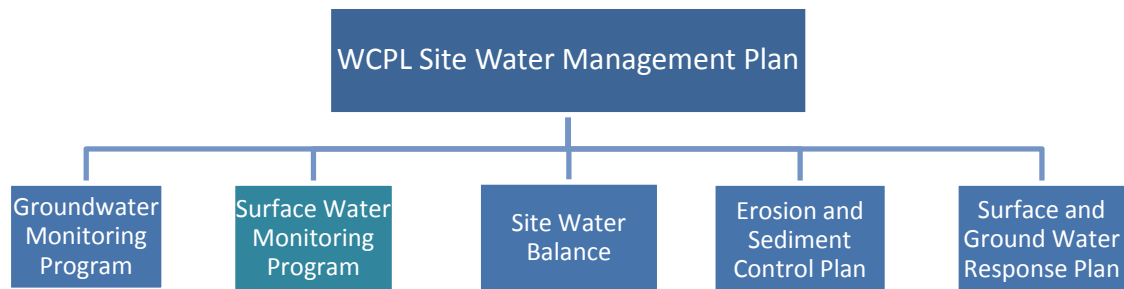 WCPL Site Water Management Plan
Groundwater
Monitoring
Program
Surface Water
Monitoring
Program
Site Water
Balance
Erosion and
Sediment
Control Plan
Surface and
Ground Water
Response Plan